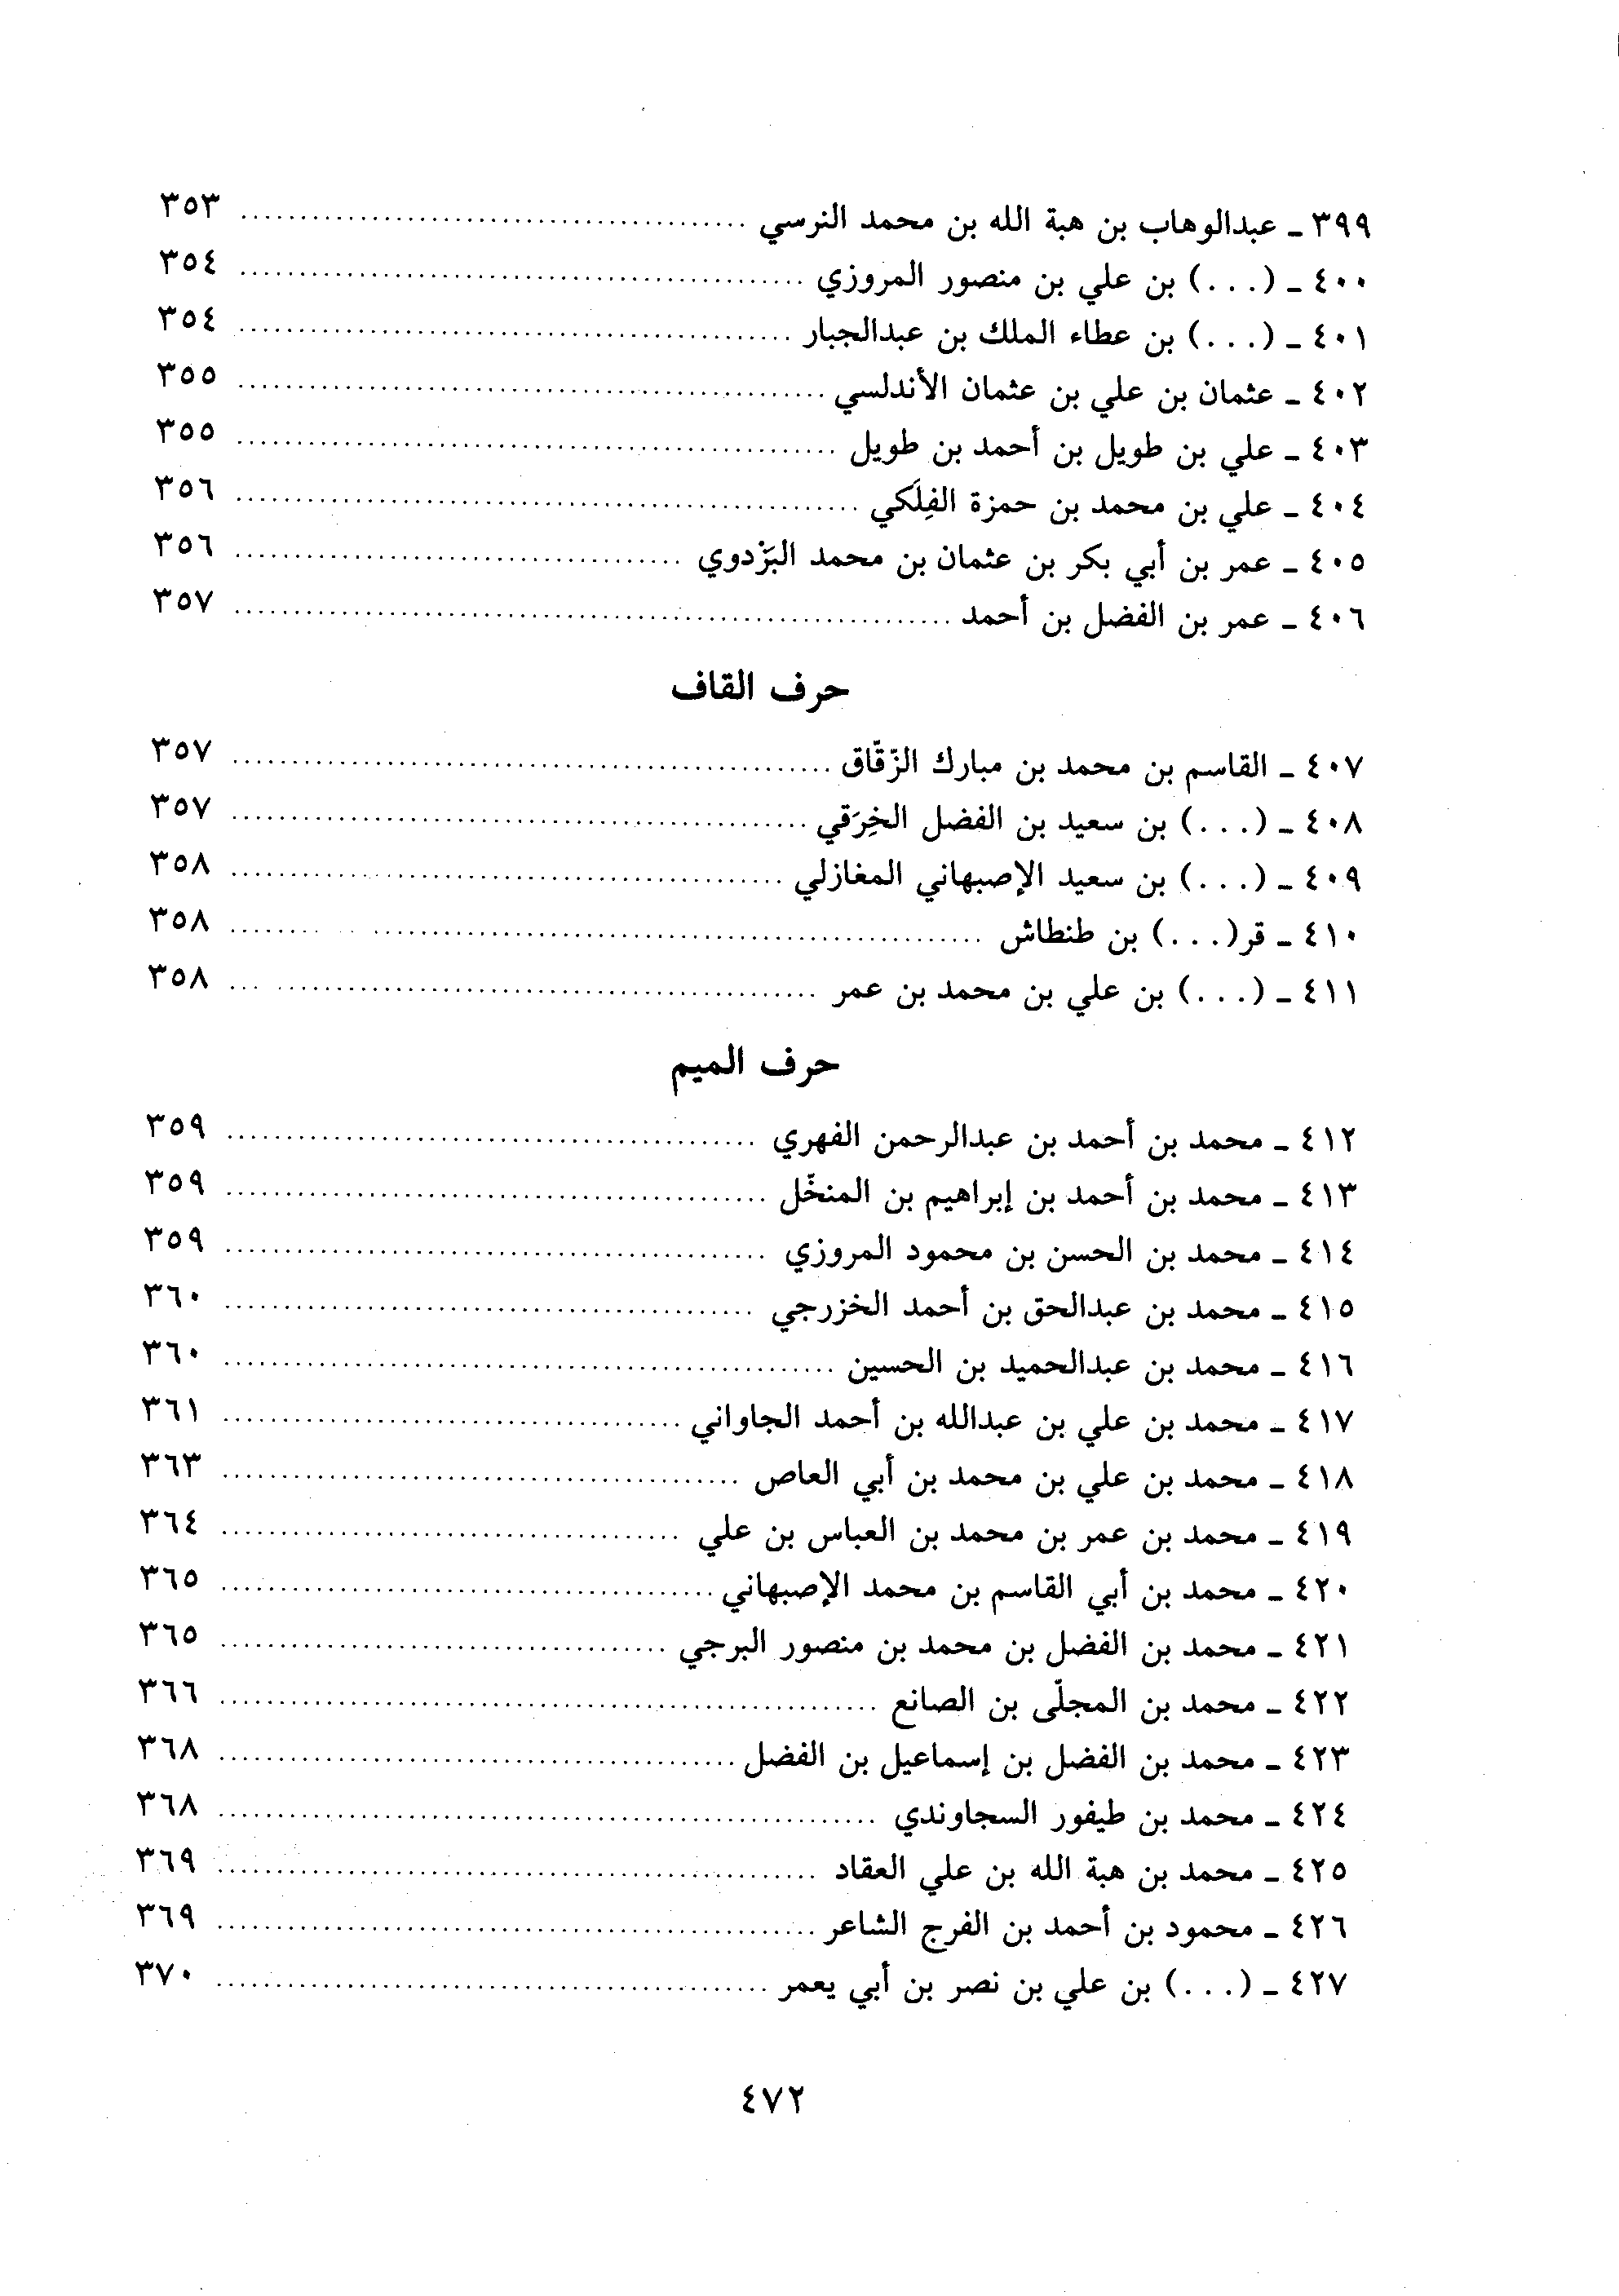 ٣٩٩ ـ عبدالوهاب بن هبة الله بن محمد النرسي ........ ٣٥٣
٤٠٠ ـ (...) بن علي بن منصور المروزي ........ ٣٥٤
٤٠١ ـ (...) بن عطاء الملك بن عبدالجبار ........ ٣٥٤
٤٠٢ ـ عثمان بن علي بن عثمان الأندلسي ........ ٣٥٥
٤٠٣ ـ علي بن طويل بن أحمد بن طويل ........ ٣٥٥
٤٠٤ ـ علي بن محمد بن حمزة الفِلَكي ........ ٣٥٦
٤٠٥ ـ عمر بن أبي بكر بن عثمان بن محمد البَزْدوي ........ ٣٥٦
٤٠٦ ـ عمر بن الفضل بن أحمد ........ ٣٥٧
حرف القاف
٤٠٧ ـ القاسم بن محمد بن مبارك الزّقّاق ........ ٣٥٧
٤٠٨ ـ (...) بن سعيد بن الفضل الخِرَقي ........ ٣٥٧
٤٠٩ ـ (...) بن سعيد الإصبهاني المغازلي ........ ٣٥٨
٤١٠ ـ قر(...) بن طنطاش ........ ٣٥٨
٤١١ ـ (...) بن علي بن محمد بن عمر ........ ٣٥٨
حرف الميم
٤١٢ ـ محمد بن أحمد بن عبدالرحمن الفهري ........ ٣٥٩
٤١٣ ـ محمد بن أحمد بن إبراهيم بن المنخّل ........ ٣٥٩
٤١٤ ـ محمد بن الحسن بن محمود المروزي ........ ٣٥٩
٤١٥ ـ محمد بن عبدالحق بن أحمد الخزرجي ........ ٣٦٠
٤١٦ ـ محمد بن عبدالحميد بن الحسين ........ ٣٦٠
٤١٧ ـ محمد بن علي بن عبدالله بن أحمد الجاواني ........ ٣٦١
٤١٨ ـ محمد بن علي بن محمد بن أبي العاص ........ ٣٦٣
٤١٩ ـ محمد بن عمر بن محمد بن العباس بن علي ........ ٣٦٤
٤٢٠ ـ محمد بن أبي القاسم بن محمد الإصبهاني ........ ٣٦٥
٤٢١ ـ محمد بن الفضل بن محمد بن منصور البرجي ........ ٣٦٥
٤٢٢ ـ محمد بن المجلّى بن الصانع ........ ٣٦٦
٤٢٣ ـ محمد بن الفضل بن إسماعيل بن الفضل ........ ٣٦٨
٤٢٤ ـ محمد بن طيفور السجاوندي ........ ٣٦٨
٤٢٥ ـ محمد بن هبة الله بن علي العقاد ........ ٣٦٩
٤٢٦ ـ محمود بن أحمد بن الفرج الشاعر ........ ٣٦٩
٤٢٧ ـ (...) بن علي بن نصر بن أبي يعمر ........ ٣٧٠
٤٧٢